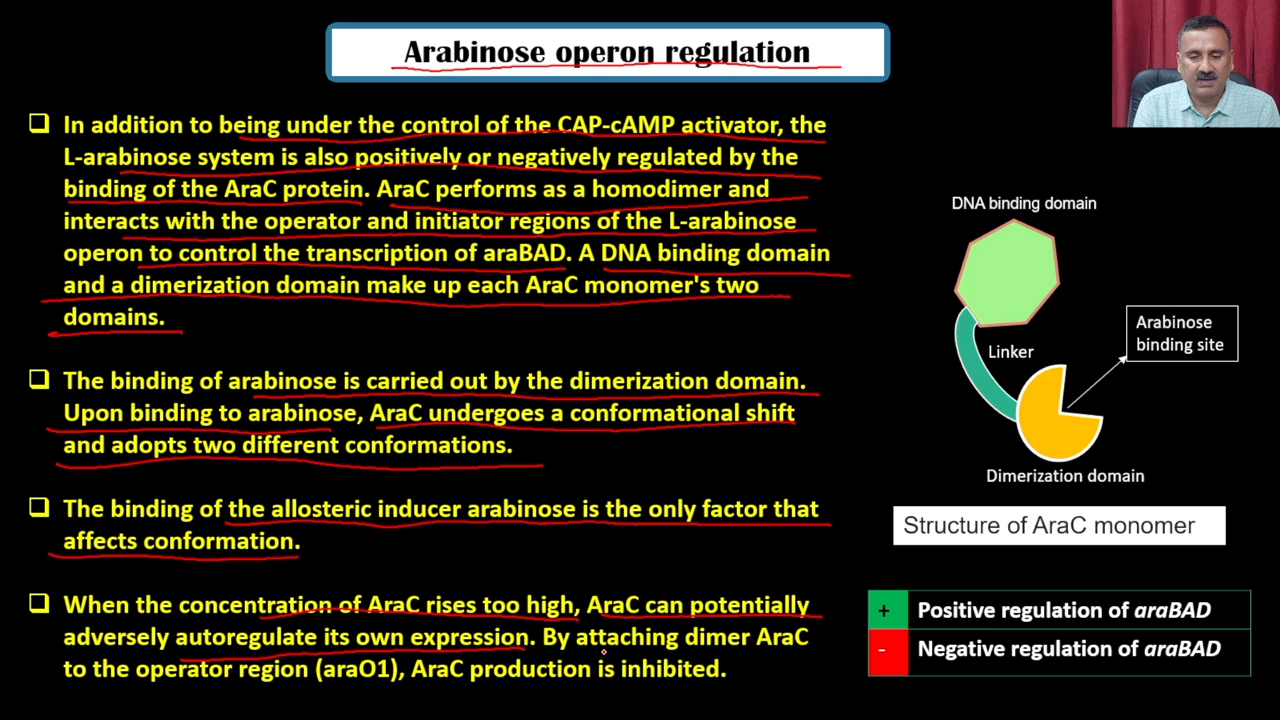 Arabinose operon regulation
In addition to being under the control of the CAP-cAMP activator, the
L-arabinose system is also positively or negatively regulated by the
binding of the AraC protein. AraC performs as a homodimer and
interacts with the operator and initiator regions of the L-arabinose
operon to control the transcription of araBAD. A DNA binding domain
and a dimerization domain make up each AraC monomer's two
domains.
The binding of arabinose is carried out by the dimerization domain.
Upon binding to arabinose, AraC undergoes a conformational shift
and adopts two different conformations.
The binding of the allosteric inducer arabinose is the only factor that
affects conformation.
When the concentration of AraC rises too high, AraC can potentially
adversely autoregulate its own expression. By attaching dimer AraC
to the operator region (araO1), AraC production is inhibited.
DNA binding domain
Arabinose
binding site
Linker
Dimerization domain
Structure of AraC monomer
+ Positive regulation of araBAD
- Negative regulation of araBAD